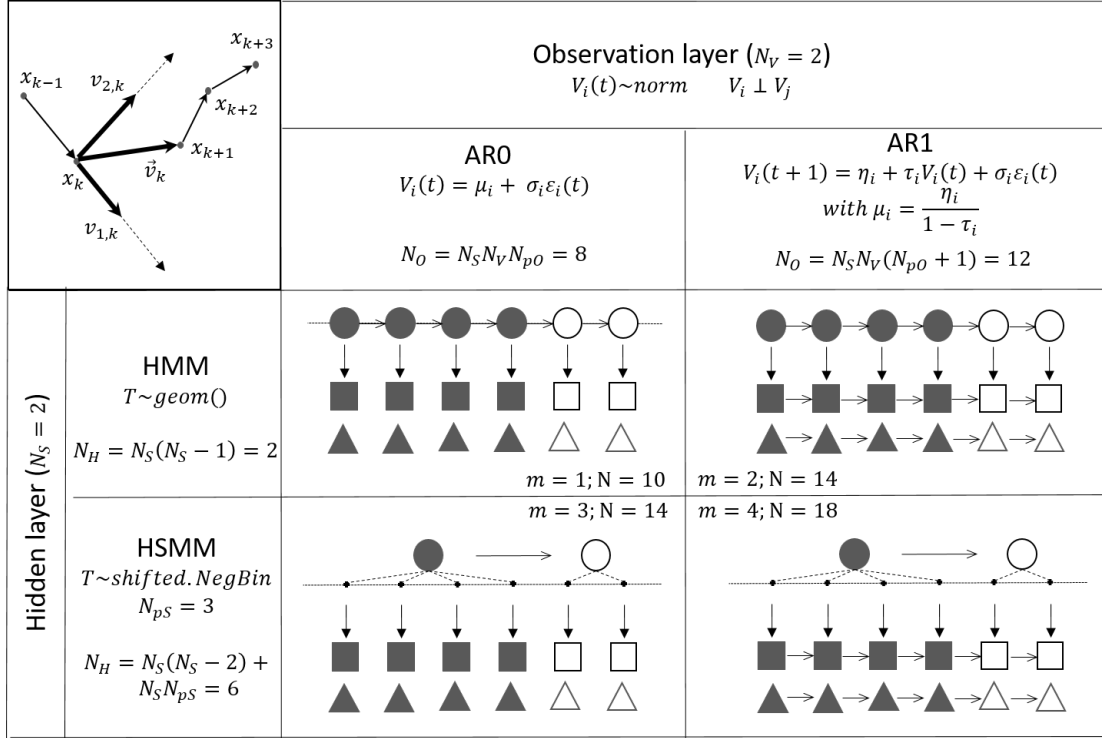 x_{k-1}
v_{2,k}
x_{k+3}
x_{k+2}
x_{k+1}
x_k
\vec{v}_k
v_{1,k}
Observation layer (N_V = 2)
V_i(t)~norm V_i ⊥ V_j
AR0
V_i(t) = μ_i + σ_iε_i(t)
N_O = N_S N_V N_{pO} = 8
AR1
V_i(t + 1) = η_i + τ_iV_i(t) + σ_iε_i(t)
with μ_i = \frac{η_i}{1 − τ_i}
N_O = N_S N_V(N_{pO} + 1) = 12
Hidden layer (N_S = 2)
HMM
T~geom()
N_H = N_S(N_S − 1) = 2
m = 1; N = 10
m = 2; N = 14
HSMM
T~shifted.NegBin
N_{pS} = 3
N_H = N_S(N_S − 2) +
N_S N_{pS} = 6
m = 3; N = 14
m = 4; N = 18